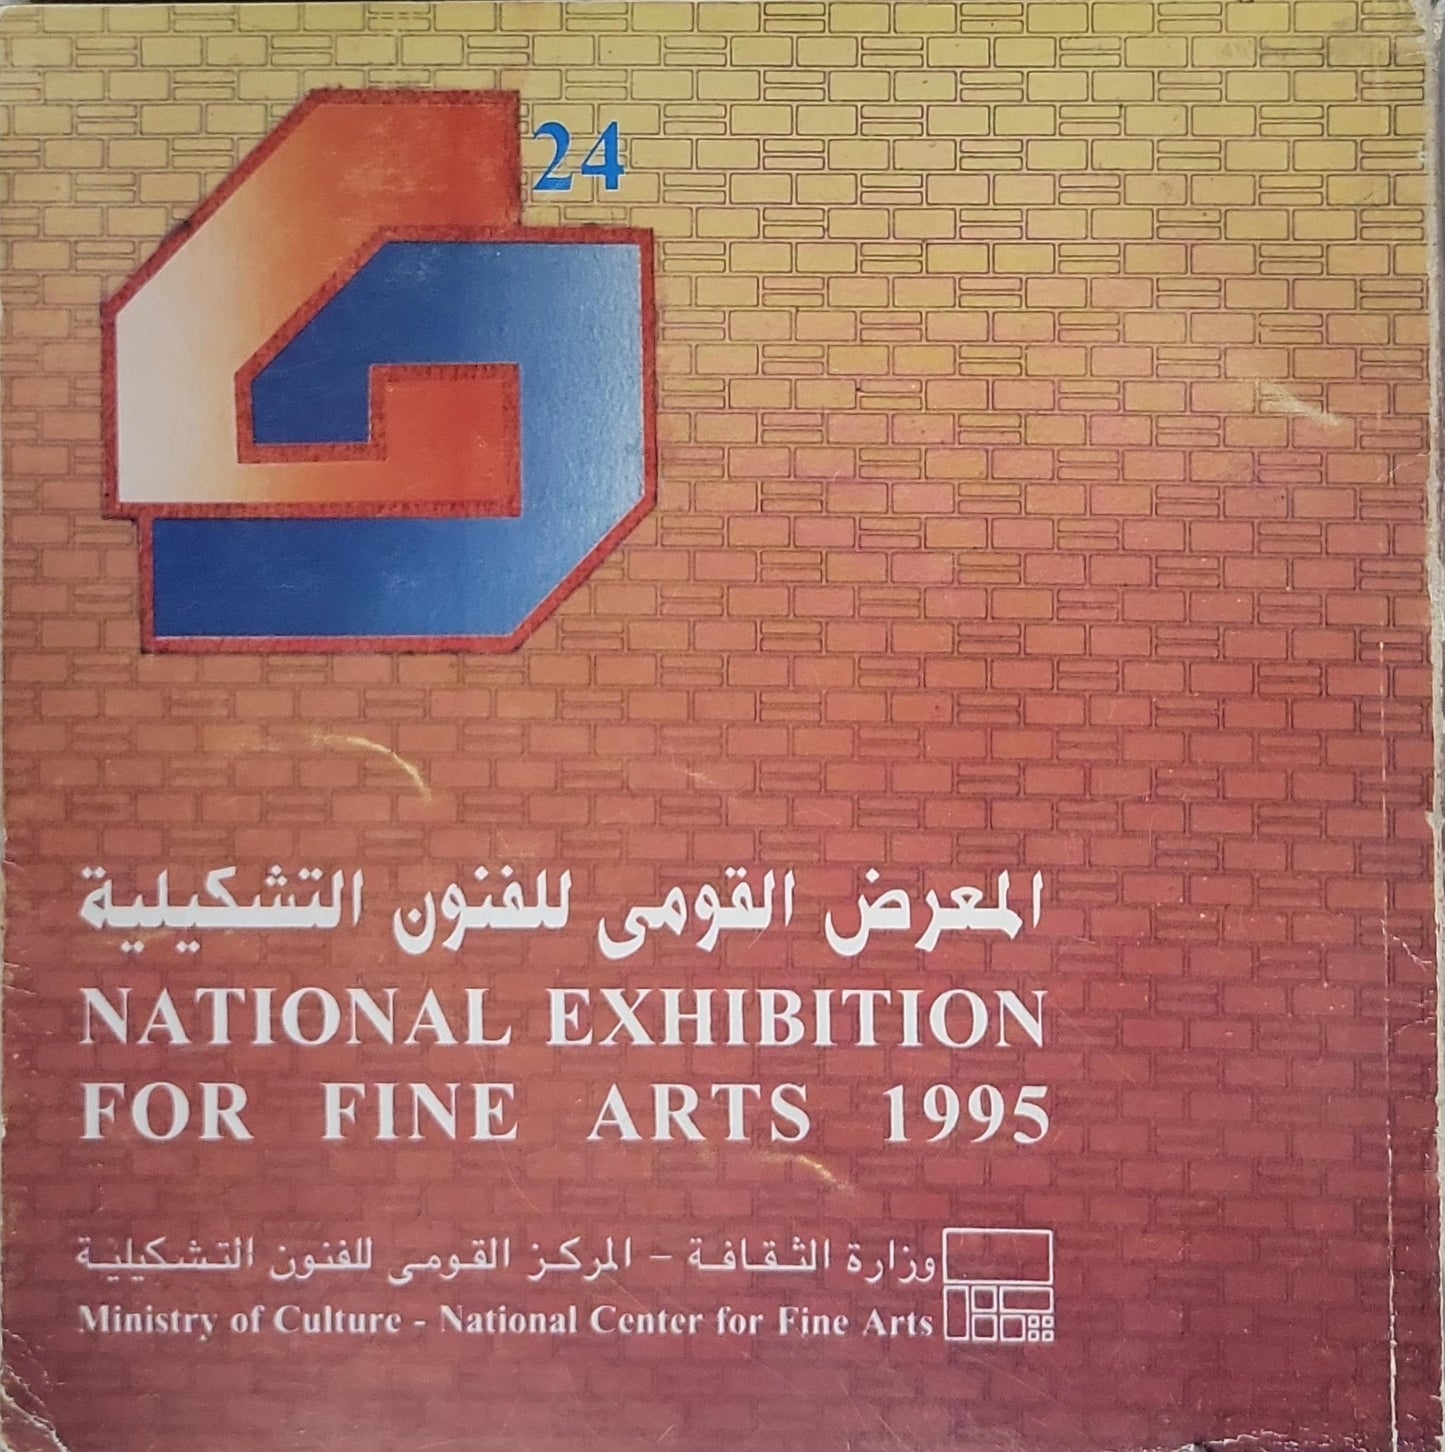 24
المعرض القومى للفنون التشكيلية
NATIONAL EXHIBITION
FOR FINE ARTS 1995
وزارة الثقافة - المركز القومى للفنون التشكيلية
Ministry of Culture - National Center for Fine Arts